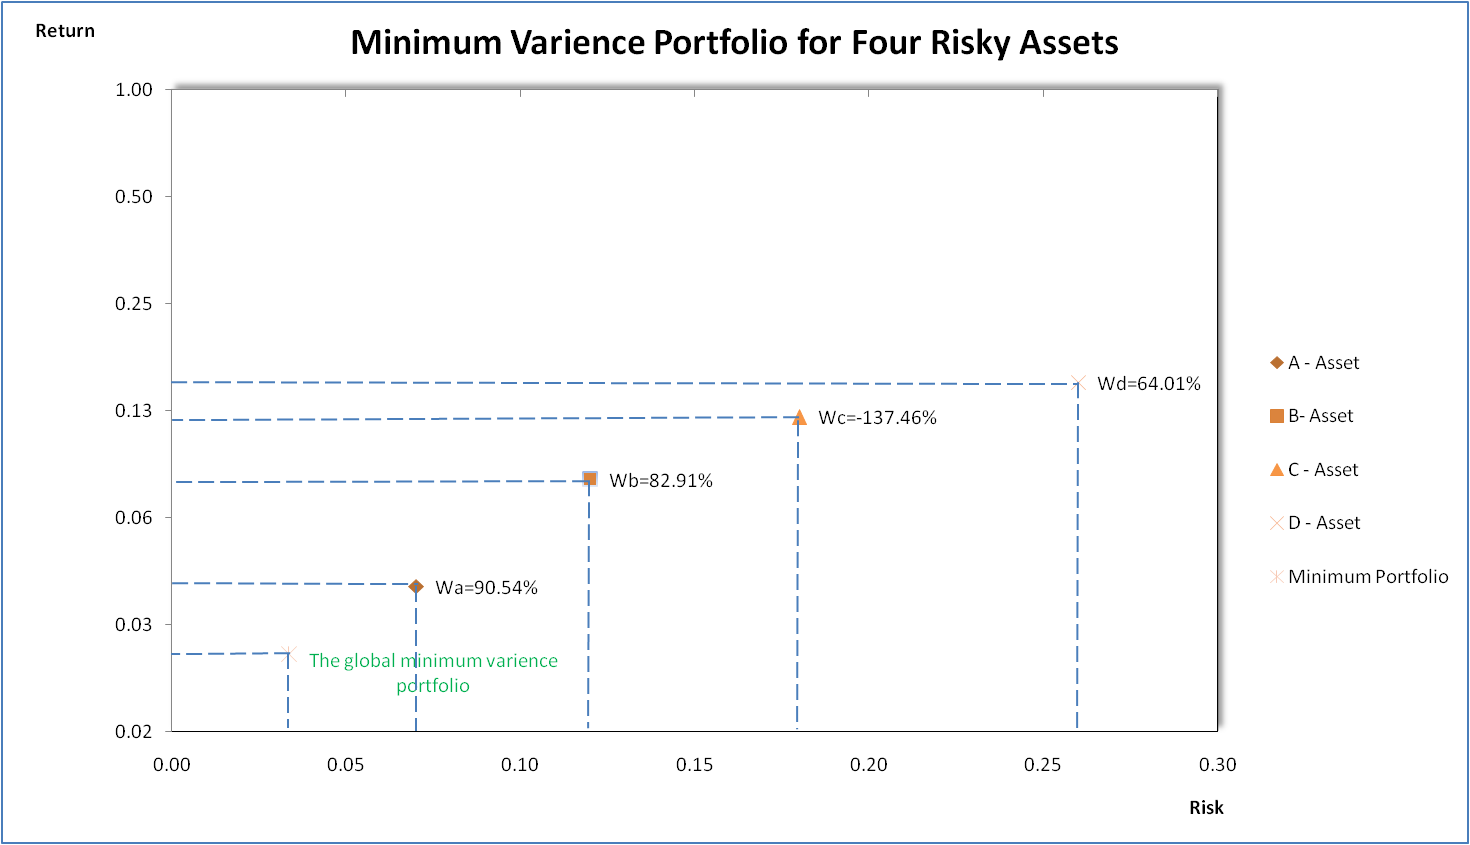 Return
Minimum Varience Portfolio for Four Risky Assets
1.00
0.50
0.25
0.13
0.06
0.03
0.02
Wd=64.01%
Wc=-137.46%
Wb=82.91%
Wa=90.54%
The global minimum varience
portfolio
A - Asset
B- Asset
C - Asset
D - Asset
Minimum Portfolio
0.00
0.05
0.10
0.15
0.20
0.25
0.30
Risk